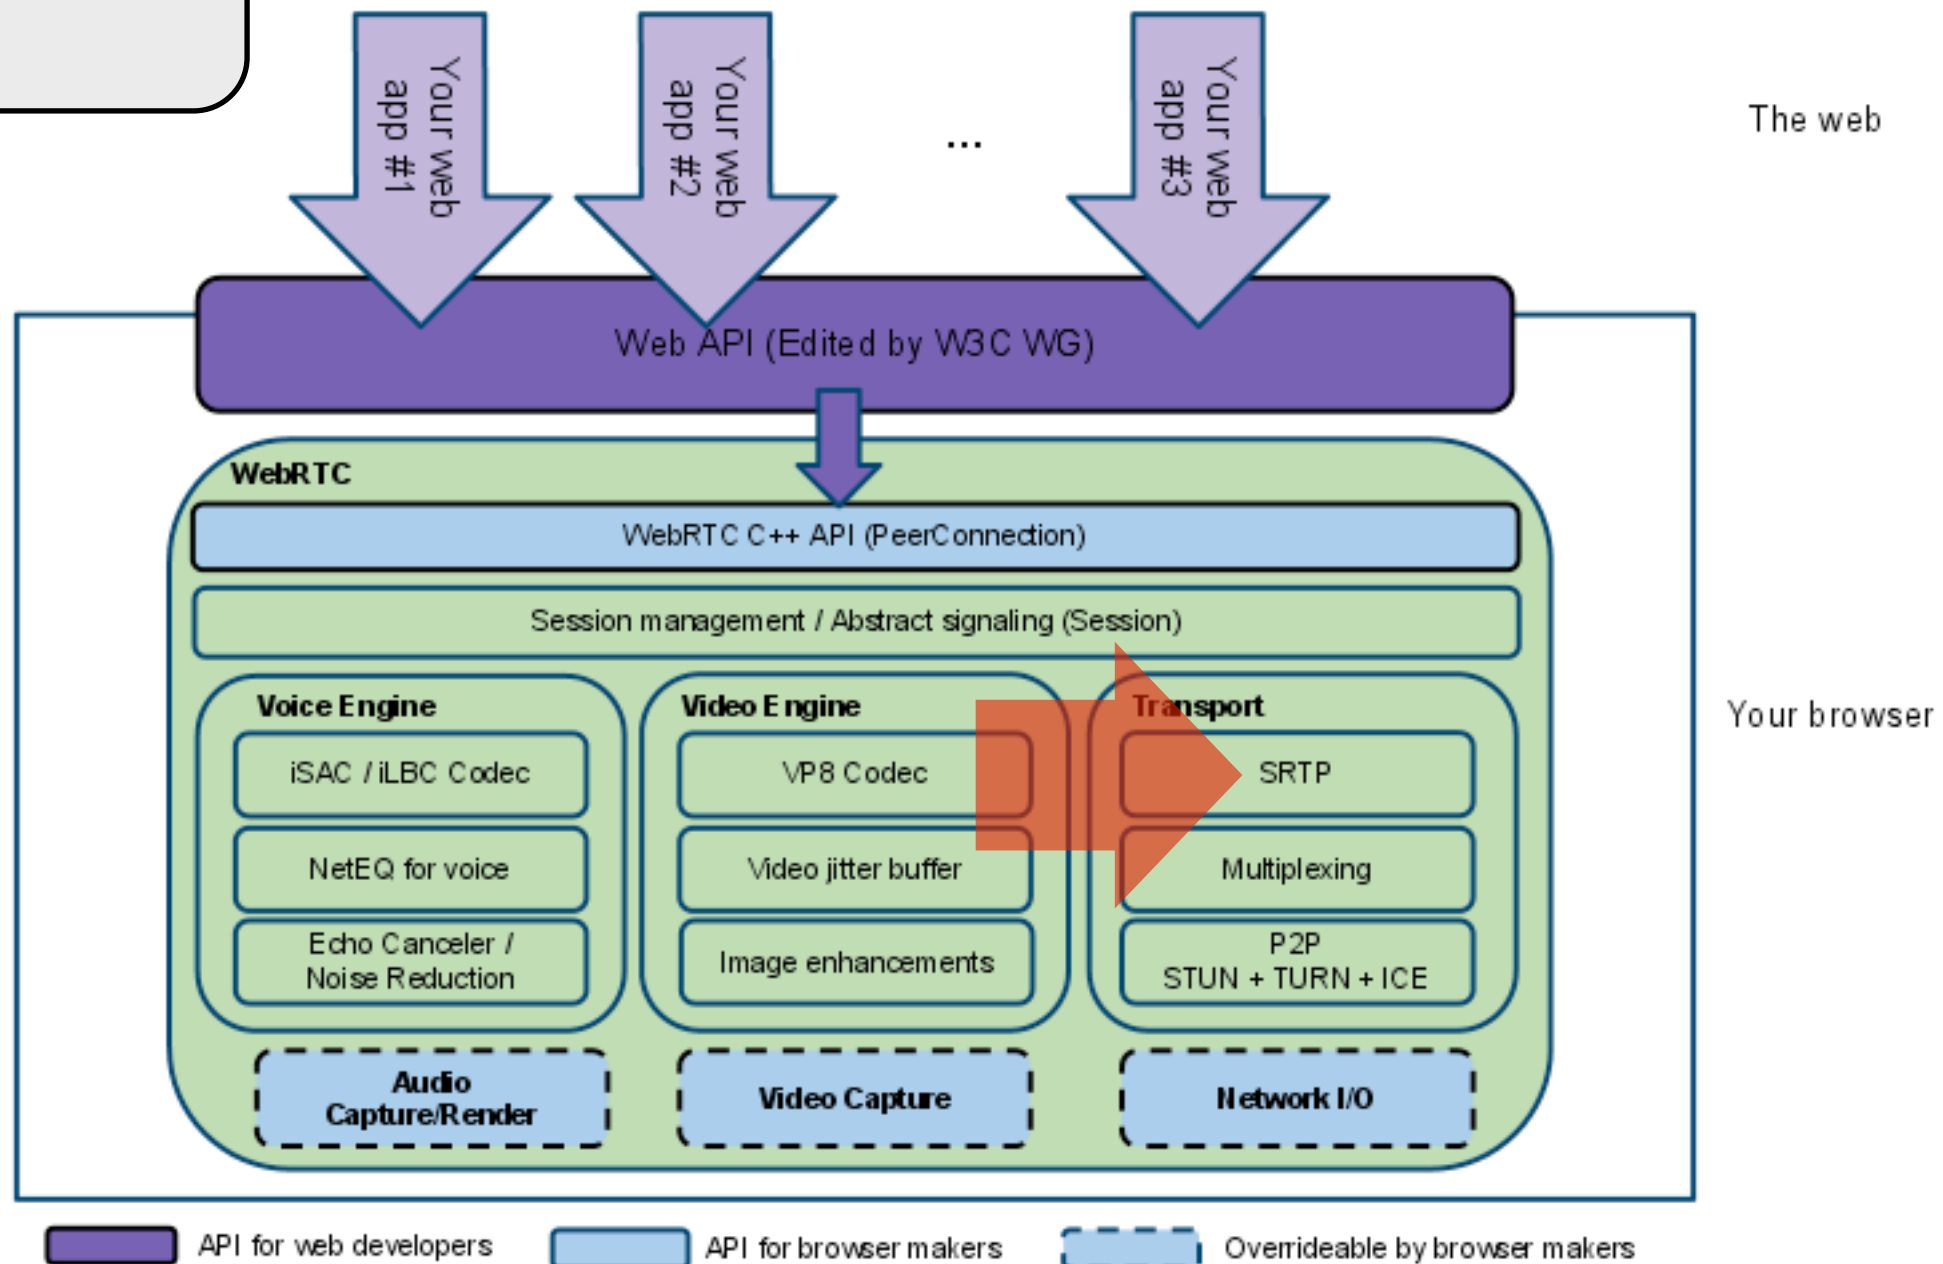 Your web
app #1
Your web
app #2
...
Your web
app #3
The web
Web API (Edited by W3C WG)
WebRTC
WebRTC C++ API (PeerConnection)
Session management / Abstract signaling (Session)
Voice Engine
iSAC / iLBC Codec
NetEQ for voice
Echo Canceler /
Noise Reduction
Video Engine
VP8 Codec
Video jitter buffer
Image enhancements
Transport
SRTP
Multiplexing
P2P
STUN + TURN + ICE
Your browser
Audio
Capture/Render
Video Capture
Network I/O
API for web developers
API for browser makers
Overrideable by browser makers